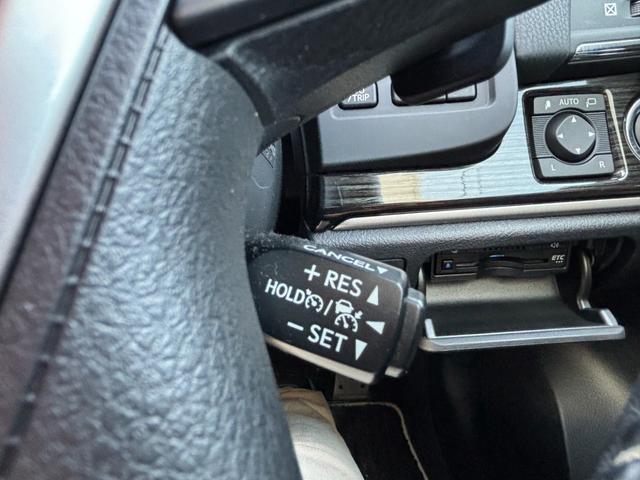 /TRIP
AUTO
L R
CANCEL▼
+ RES ▲
HOLD / ◀
− SET ▼
ETC